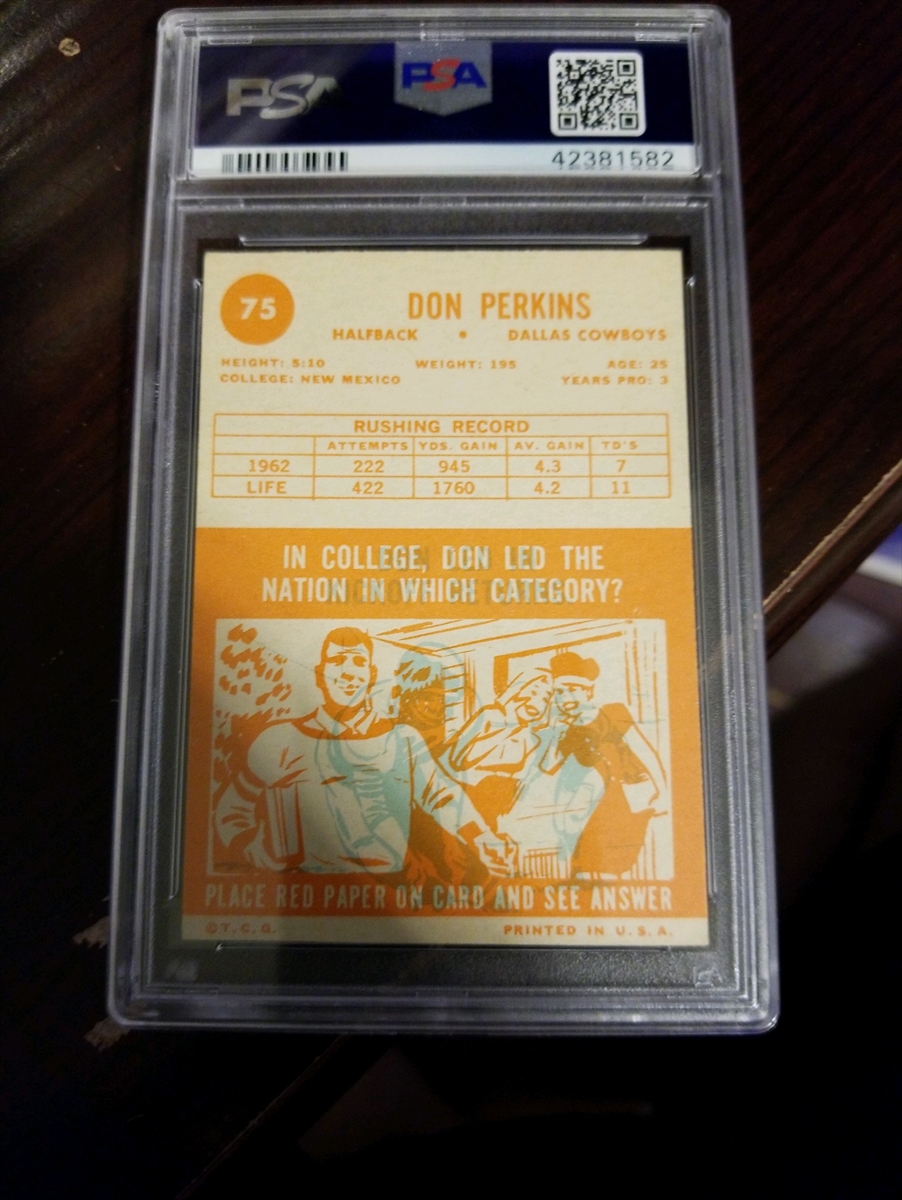 PSA PSA
42381582
75
DON PERKINS
HALFBACK • DALLAS COWBOYS
HEIGHT: 5:10 WEIGHT: 195 AGE: 25
COLLEGE: NEW MEXICO YEARS PRO: 3
RUSHING RECORD
ATTEMPTS YDS. GAIN AV. GAIN TD'S
1962 222 945 4.3 7
LIFE 422 1760 4.2 11
IN COLLEGE, DON LED THE
NATION IN WHICH CATEGORY?
PLACE RED PAPER ON CARD AND SEE ANSWER
©T.C.G. PRINTED IN U.S.A.